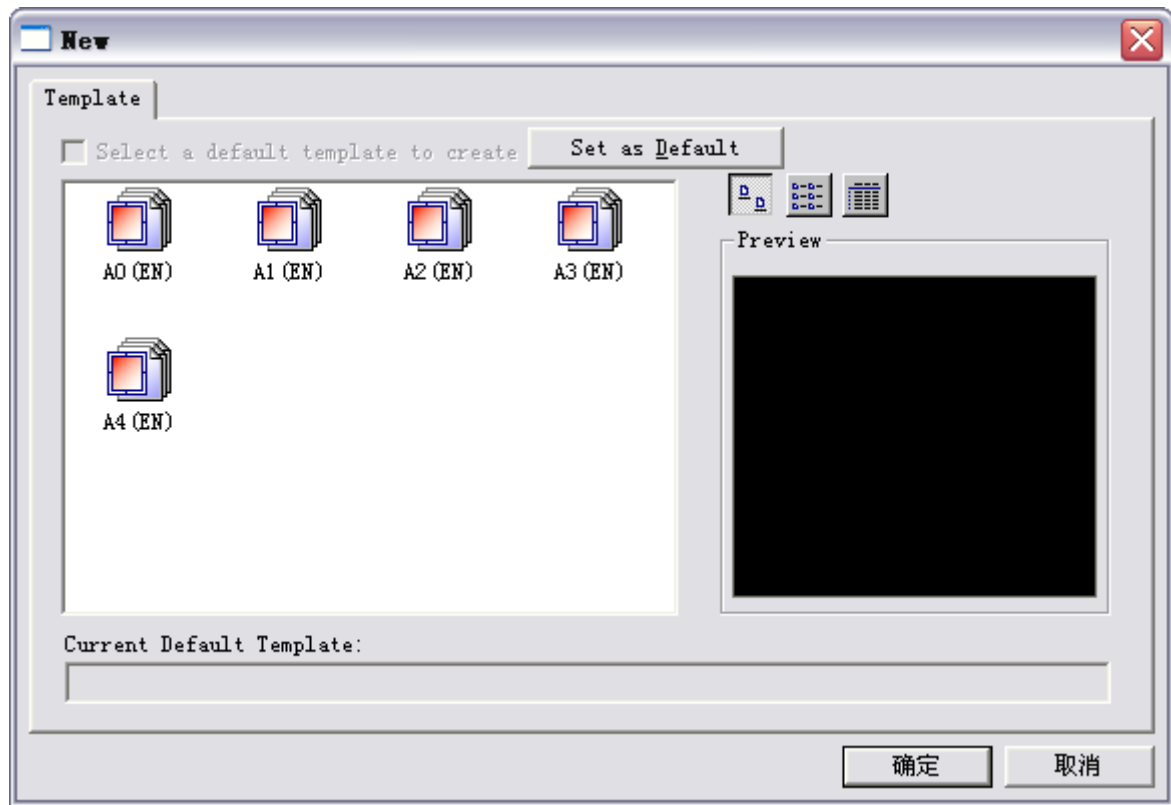 New
Template
Select a default template to create
Set as Default
A0 (EN)
A1 (EN)
A2 (EN)
A3 (EN)
A4 (EN)
Preview
Current Default Template:
确定
取消